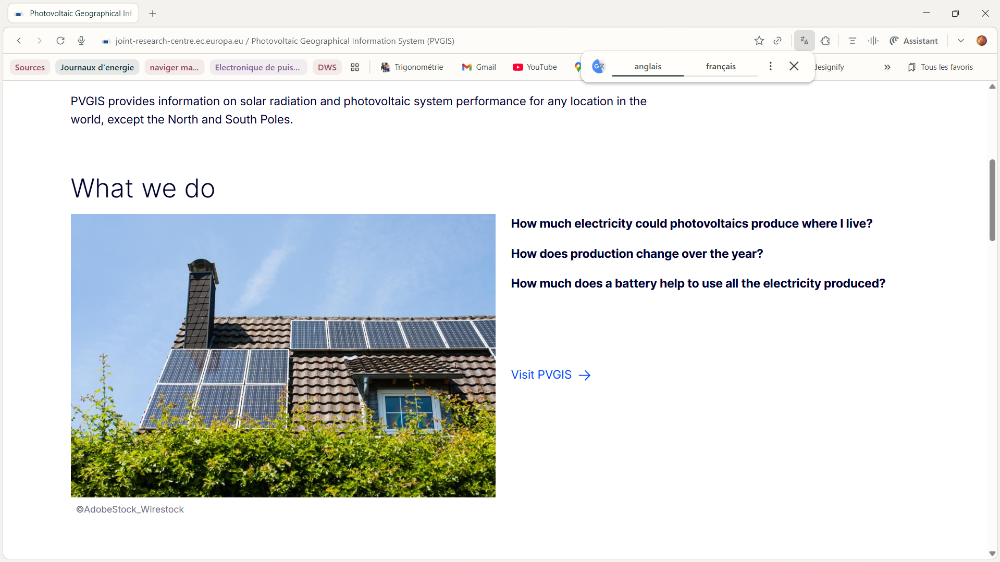 Photovoltaic Geographical Inf
joint-research-centre.ec.europa.eu / Photovoltaic Geographical Information System (PVGIS)
Assistant
Sources
Journaux d'energie
naviger ma...
Electronique de puis...
DWS
Trigonométrie
Gmail
YouTube
anglais
français
designify
Tous les favoris
PVGIS provides information on solar radiation and photovoltaic system performance for any location in the
world, except the North and South Poles.
What we do
How much electricity could photovoltaics produce where I live?
How does production change over the year?
How much does a battery help to use all the electricity produced?
Visit PVGIS
©AdobeStock_Wirestock